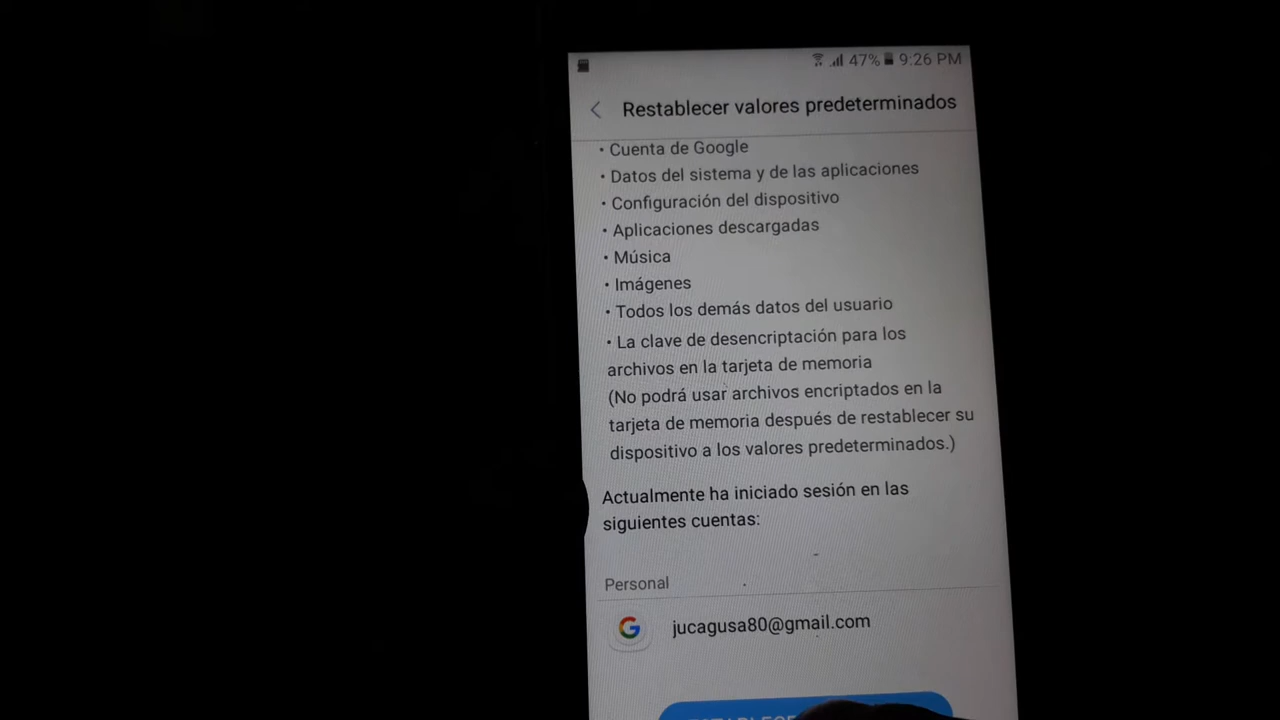 47% 9:26 PM
Restablecer valores predeterminados
• Cuenta de Google
• Datos del sistema y de las aplicaciones
• Configuración del dispositivo
• Aplicaciones descargadas
• Música
• Imágenes
• Todos los demás datos del usuario
• La clave de desencriptación para los
archivos en la tarjeta de memoria
(No podrá usar archivos encriptados en la
tarjeta de memoria después de restablecer su
dispositivo a los valores predeterminados.)
Actualmente ha iniciado sesión en las
siguientes cuentas:
Personal
G
jucagusa80@gmail.com